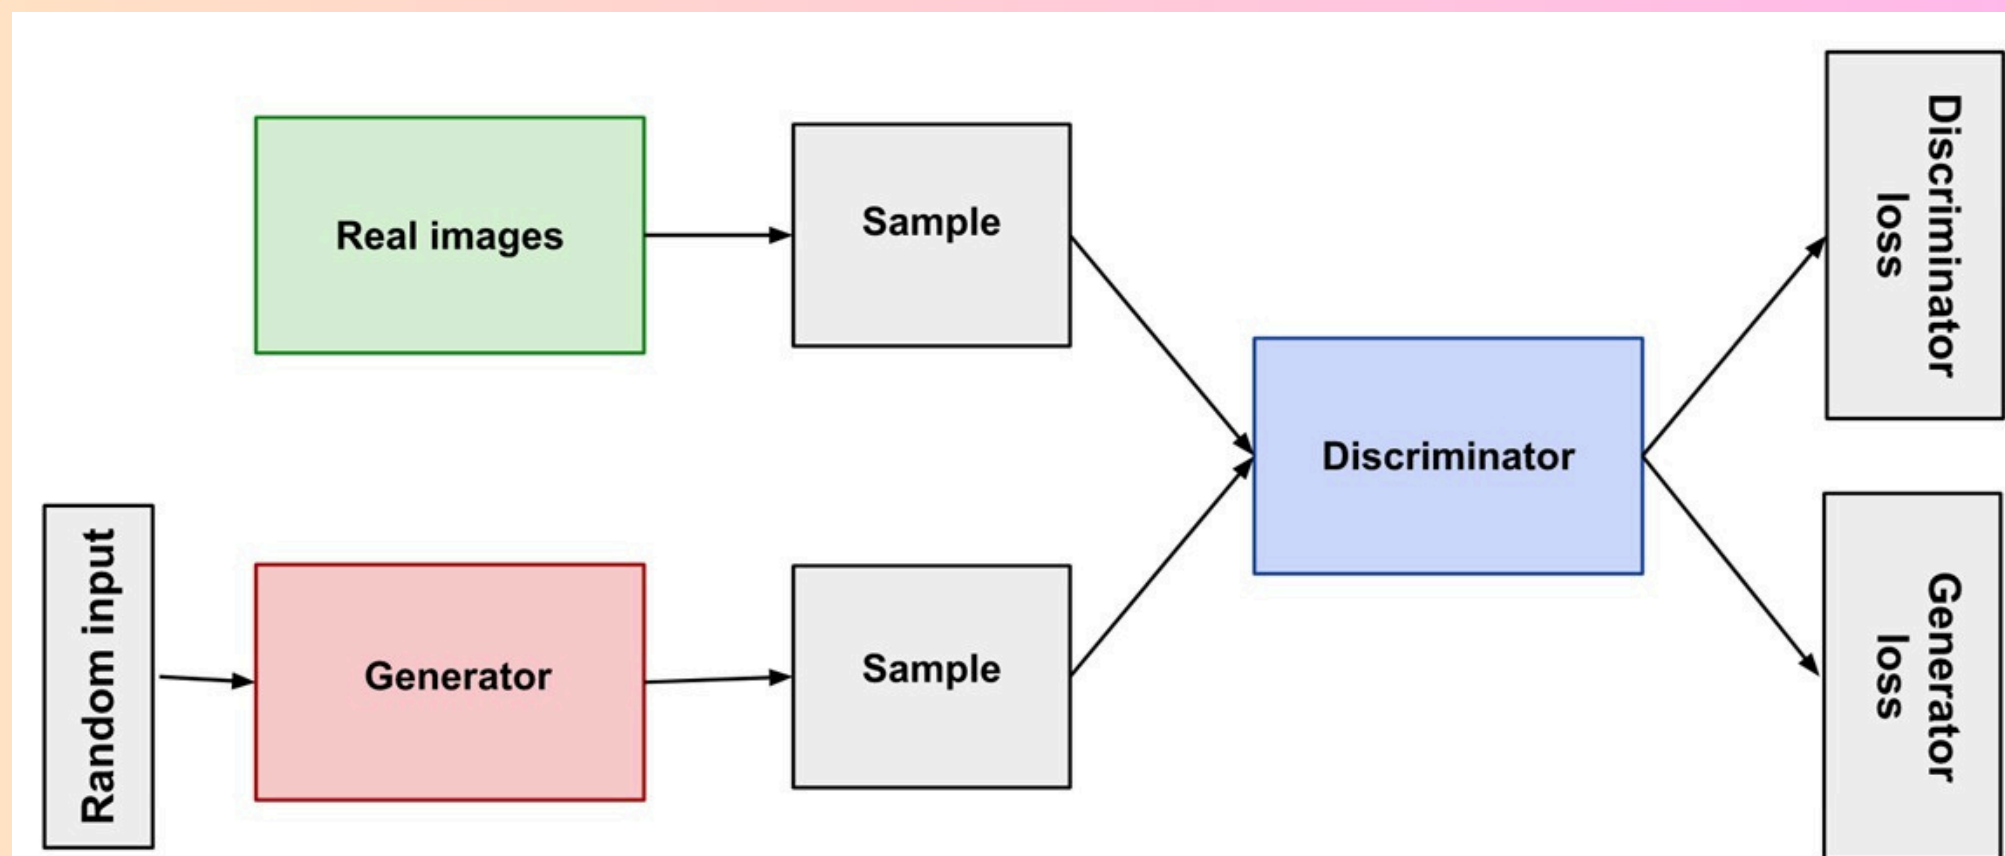 Real images
Sample
Discriminator
loss
Discriminator
Random input
Generator
Sample
Generator
loss